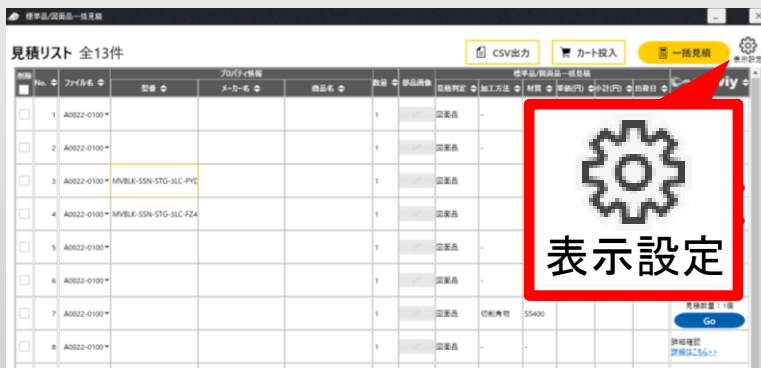 標準品/図面品一括見積
見積リスト 全13件
CSV出力
カート投入
一括見積
表示設定
削除 No. ファイル名 プロパティ情報 数量 部品画像 標準品/図面品一括見積
型番 メーカー名 商品名 見積判定 加工方法 材質 単価(円) 小計(円) 出荷日
1 A0022-0100 1 図面品 -
2 A0022-0100 1 図面品 -
3 A0022-0100 MVBLK-SSN-STG-3LC-PYD 1 図面品
4 A0022-0100 MVBLK-SSN-STG-3LC-FZ4 1 図面品
5 A0022-0100 1 図面品 -
6 A0022-0100 1 図面品 -
7 A0022-0100 1 図面品 切削角物 SS400 見積数量：1個
Go
8 A0022-0100 1 図面品 - - 詳細確認
詳細はこちら>>
表示設定